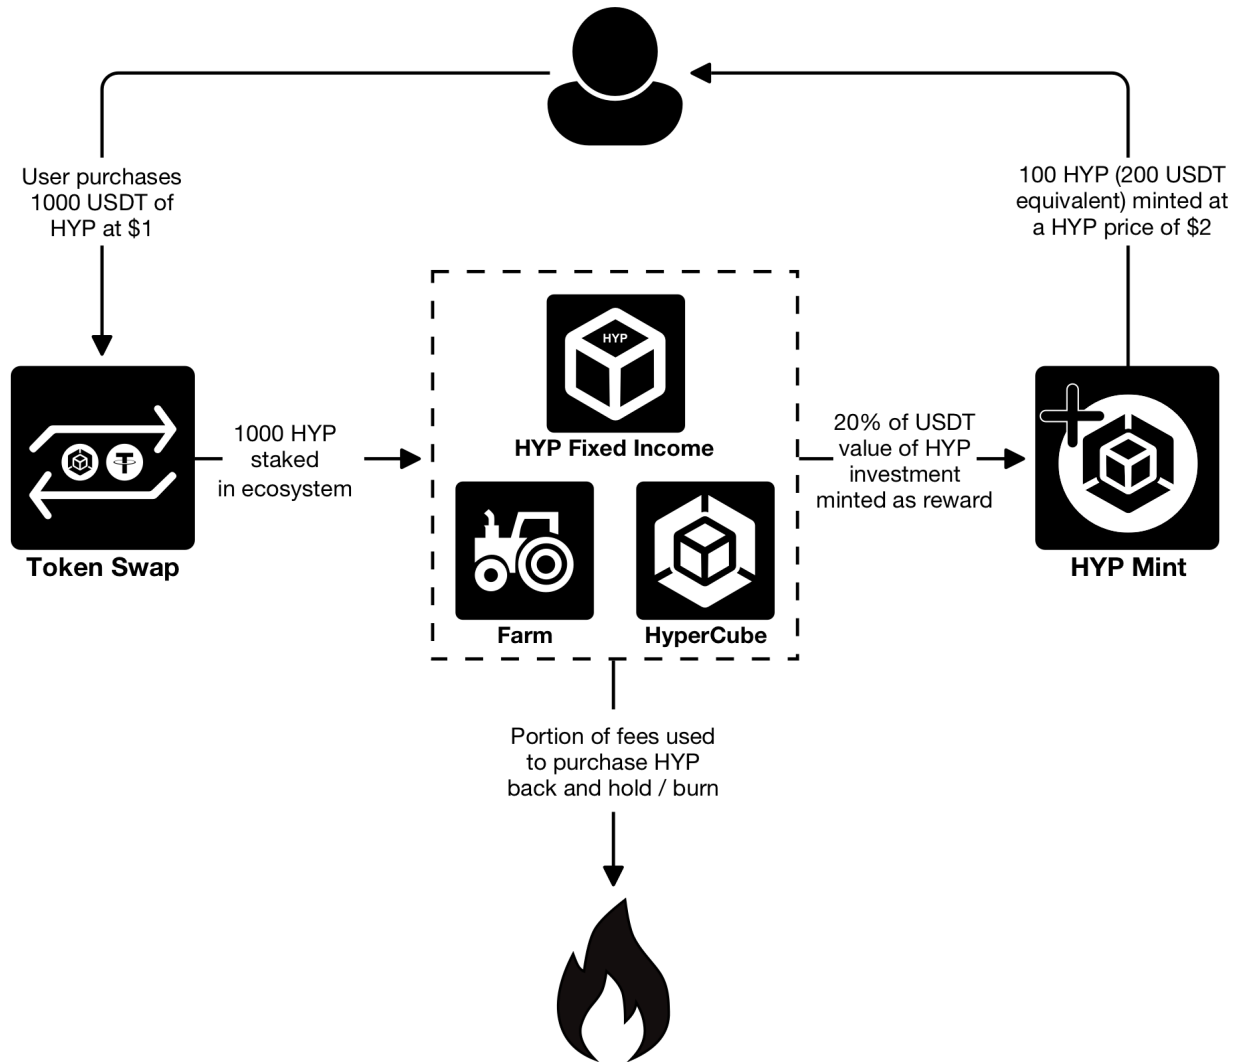 User purchases
1000 USDT of
HYP at $1
100 HYP (200 USDT
equivalent) minted at
a HYP price of $2
HYP
HYP Fixed Income
1000 HYP
staked
in ecosystem
20% of USDT
value of HYP
investment
minted as reward
Token Swap
Farm
HyperCube
HYP Mint
Portion of fees used
to purchase HYP
back and hold / burn